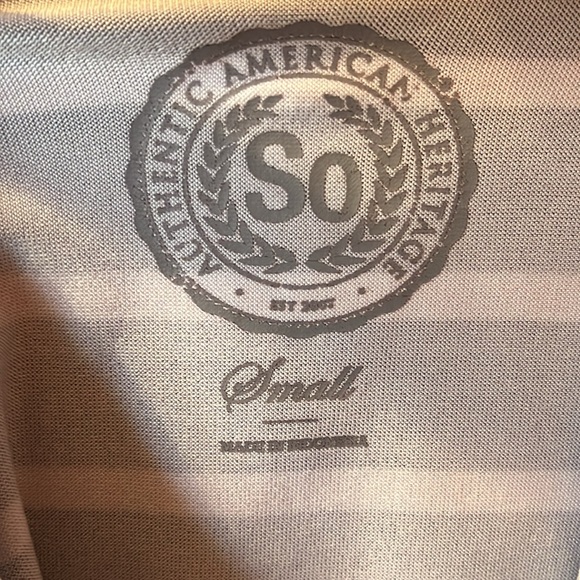 AUTHENTIC AMERICAN HERITAGE
So
EST 2007
Small
MADE IN INDONESIA